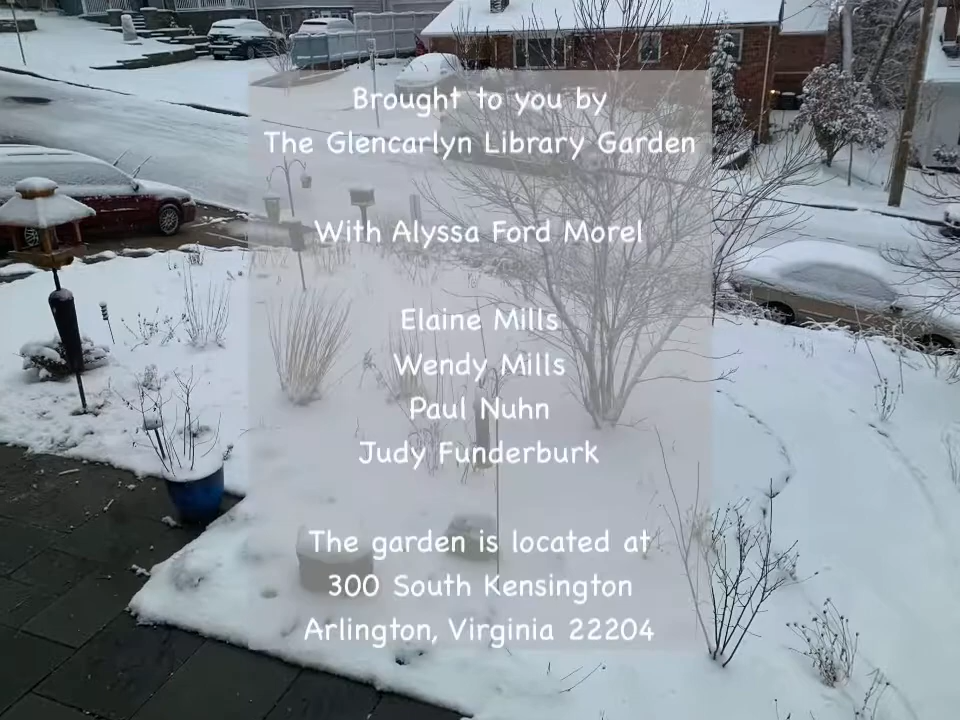 Brought to you by
The Glencarlyn Library Garden
With Alyssa Ford Morel
Elaine Mills
Wendy Mills
Paul Nuhn
Judy Funderburk
The garden is located at
300 South Kensington
Arlington, Virginia 22204